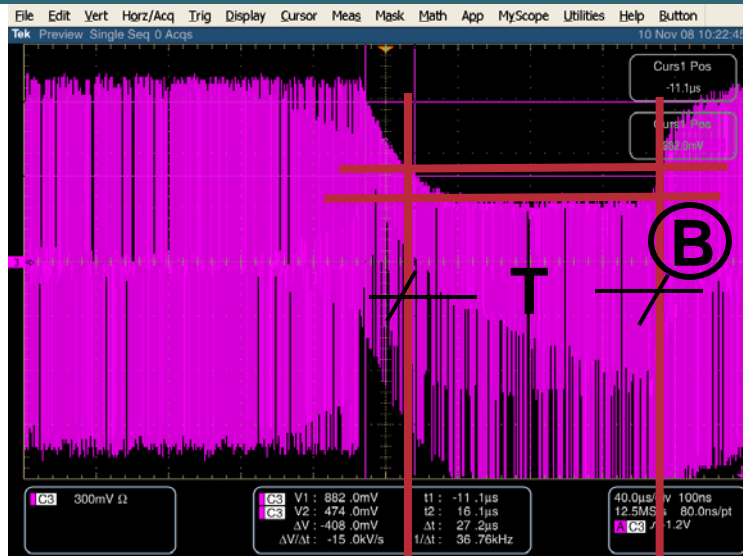 File Edit Vert Horz/Acq Trig Display Cursor Meas Mask Math App MyScope Utilities Help Button
Tek Preview Single Seq 0 Acqs 10 Nov 08 10:22:45
Curs1 Pos
-11.1µs
Curs1 Pos
B
T
C3 300mV Ω
C3 V1 : 882 .0mV
C3 V2 : 474 .0mV
ΔV : -408 .0mV
ΔV/Δt : -15 .0kV/s
t1 : -11 .1µs
t2 : 16 .1µs
Δt : 27 .2µs
1/Δt : 36 .76kHz
40.0µs/div 100ns
12.5MS/s 80.0ns/pt
A C3 -1.2V